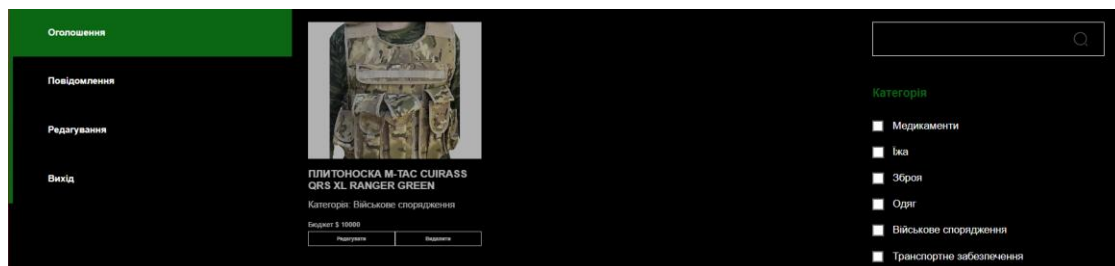 Оголошення
Повідомлення
Редагування
Вихід
ПЛИТОНОСКА M-TAC CUIRASS
QRS XL RANGER GREEN
Категорія: Військове спорядження
Бюджет $ 10000
Редагувати
Видалити
Категорія
Медикаменти
Їжа
Зброя
Одяг
Військове спорядження
Транспортне забезпечення